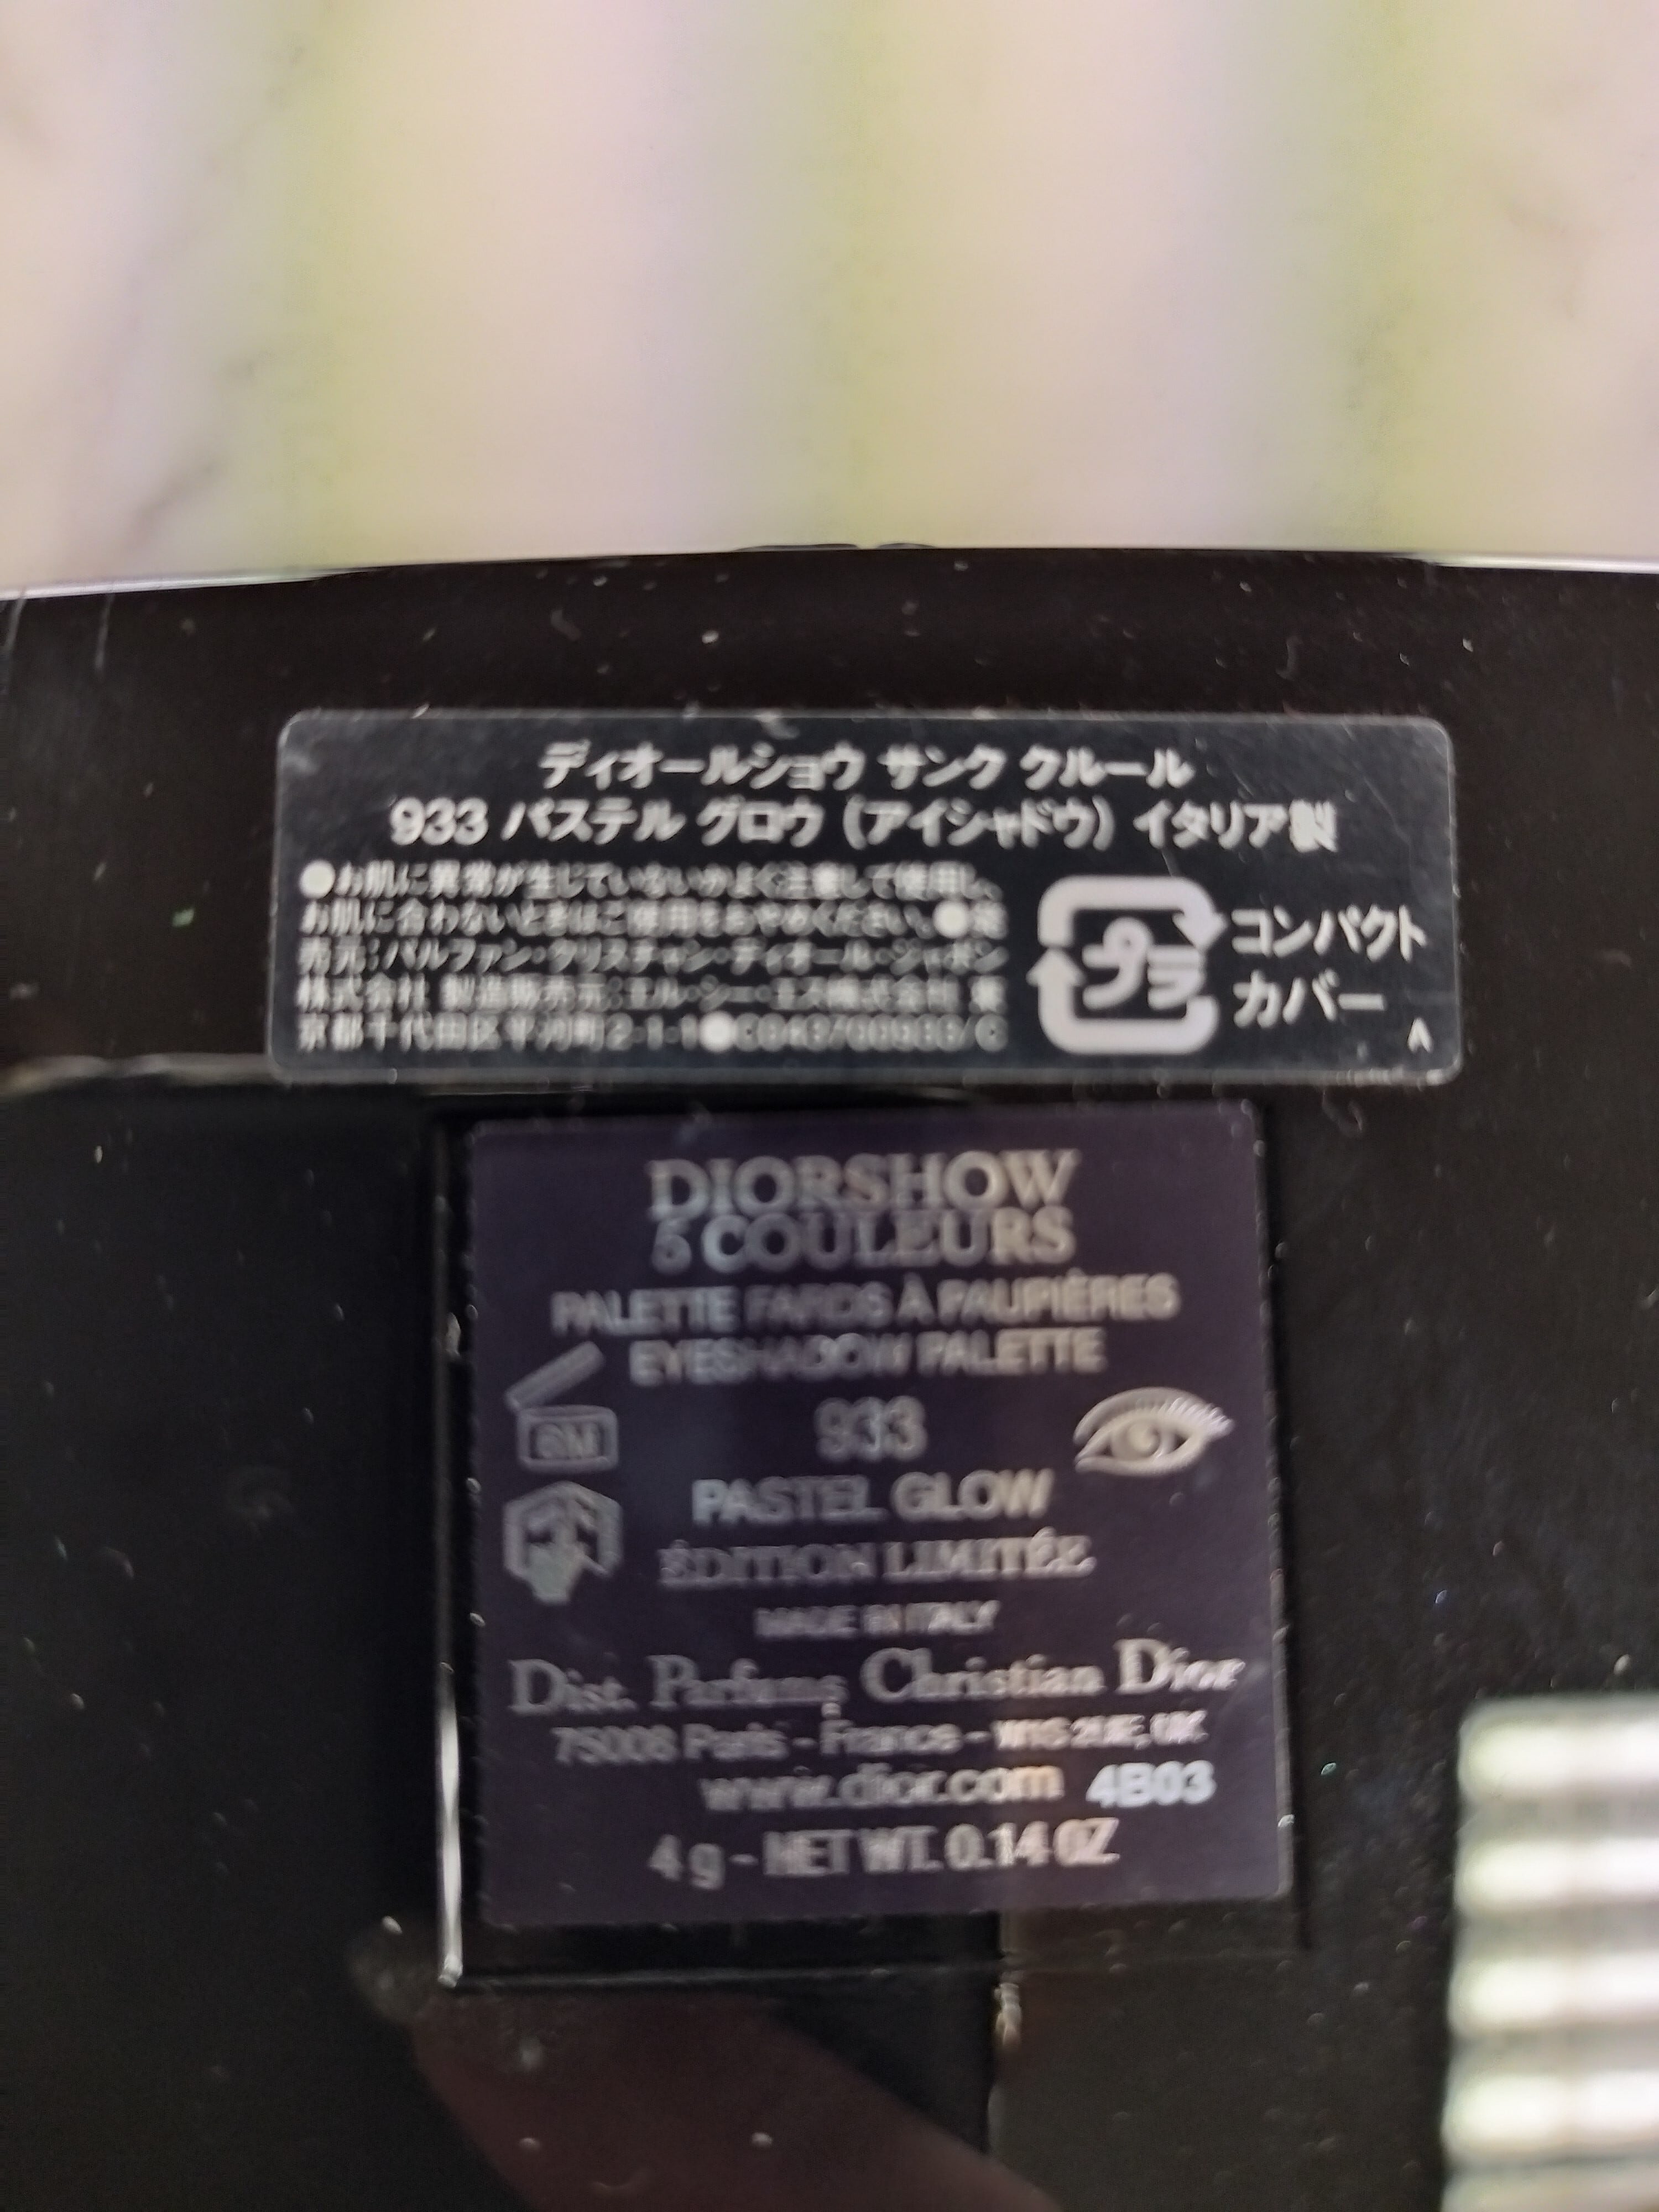 ディオールショウ サンク クルール
933 パステル グロウ (アイシャドウ) イタリア製
●お肌に異常が生じていないかよく注意して使用し、
お肌に合わないときはご使用をおやめください。●発
売元:パルファン・クリスチャン・ディオール・ジャポン
株式会社 製造販売元:エル・シー・エス株式会社 東
京都千代田区平河町2-1-1●
プラ
コンパクト
カバー
A
DIORSHOW
5 COULEURS
PALETTE FARDS À PAUPIÈRES
EYESHADOW PALETTE
6M
933
PASTEL GLOW
ÉDITION LIMITÉE
MADE IN ITALY
Dist. Parfums Christian Dior
75008 Paris - France - W1S 2UE, UK
www.dior.com 4B03
4 g - NET WT. 0.14 OZ